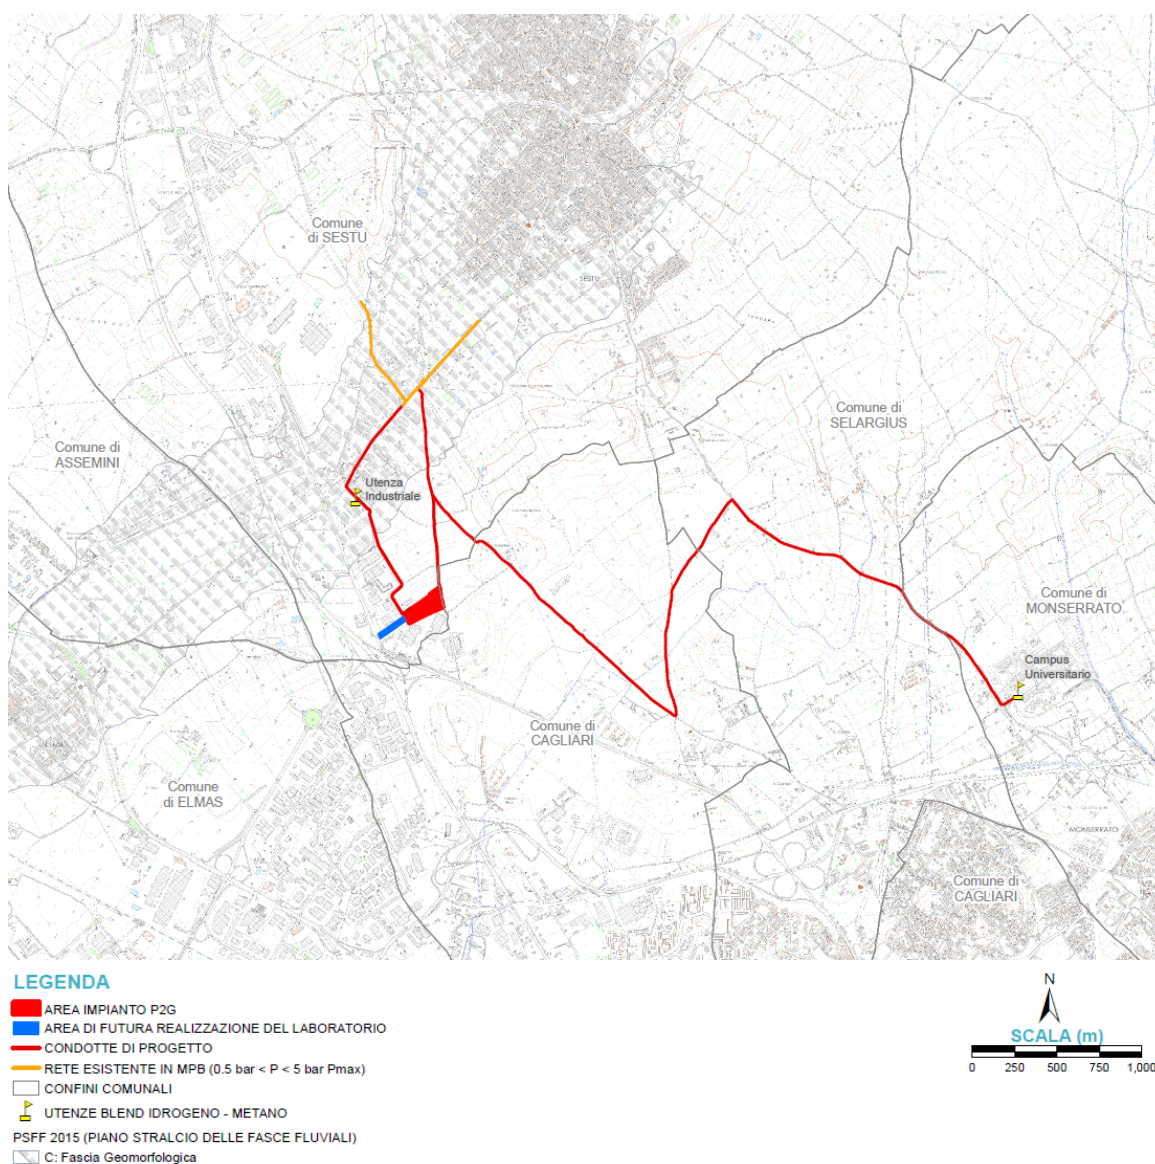 Comune
di SESTU
SESTU
Comune di
ASSEMINI
Comune di
SELARGIUS
Utenza
Industriale
Comune di
MONSERRATO
Campus
Universitario
Comune di
CAGLIARI
Comune
di ELMAS
MONSERRATO
Comune di
CAGLIARI
LEGENDA
AREA IMPIANTO P2G
AREA DI FUTURA REALIZZAZIONE DEL LABORATORIO
CONDOTTE DI PROGETTO
RETE ESISTENTE IN MPB (0.5 bar < P < 5 bar Pmax)
CONFINI COMUNALI
UTENZE BLEND IDROGENO - METANO
PSFF 2015 (PIANO STRALCIO DELLE FASCE FLUVIALI)
C: Fascia Geomorfologica
N
SCALA (m)
0 250 500 750 1,000